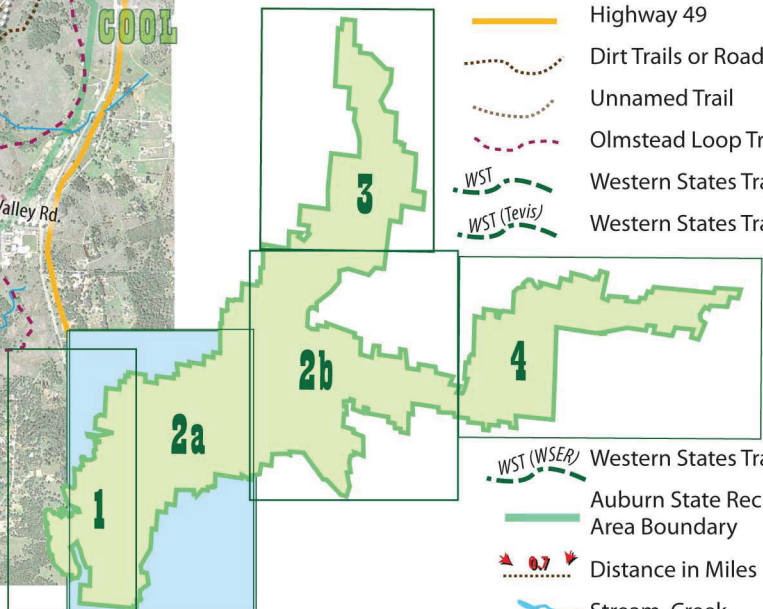 COOL
Valley Rd.
3
2b
4
2a
1
Highway 49
Dirt Trails or Road
Unnamed Trail
Olmstead Loop Tr
WST
Western States Tra
WST (Tevis)
Western States Tra
WST (WSER)
Western States Tra
Auburn State Rec
Area Boundary
0.7
Distance in Miles
Stream, Creek